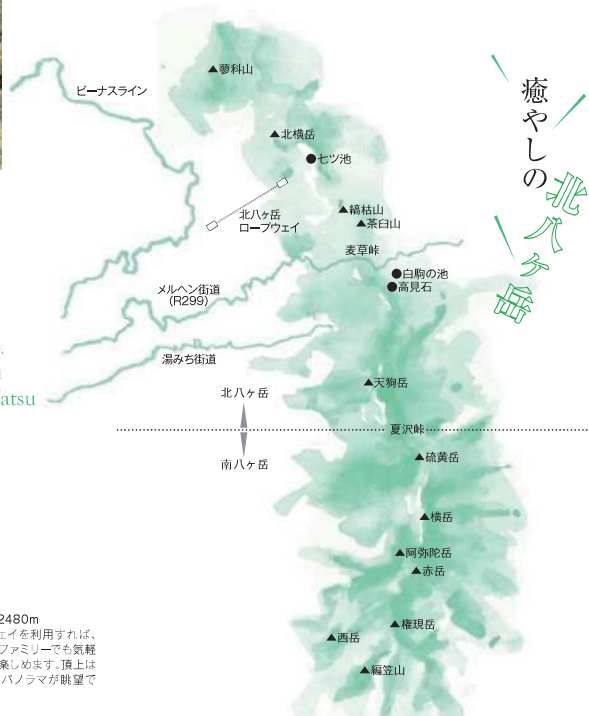 癒やしの
北八ヶ岳
▲蓼科山
ビーナスライン
▲北横岳
●七ツ池
▲縞枯山
▲茶臼山
北八ヶ岳
ロープウェイ
麦草峠
●白駒の池
●高見石
メルヘン街道
(R299)
湯みち街道
▲天狗岳
atsu
北八ヶ岳
夏沢峠
南八ヶ岳
▲硫黄岳
▲横岳
▲阿弥陀岳
▲赤岳
▲権現岳
▲西岳
▲編笠山
2480m
ェイを利用すれば、
ファミリーでも気軽
楽しめます。頂上は
パノラマが眺望で